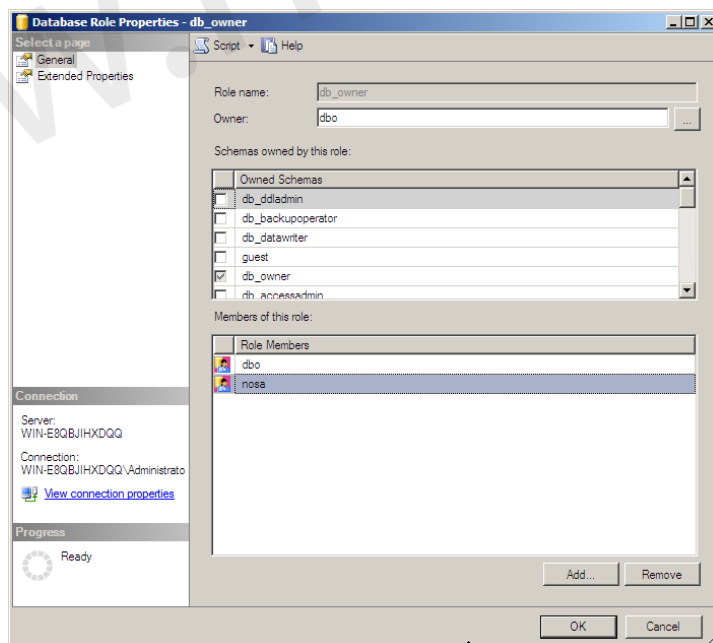 Database Role Properties - db_owner
Select a page
General
Extended Properties
Script
Help
Role name: db_owner
Owner: dbo
...
Schemas owned by this role:
Owned Schemas
db_ddladmin
db_backupoperator
db_datawriter
guest
db_owner
db_accessadmin
Members of this role:
Role Members
dbo
nosa
Connection
Server:
WIN-E8QBJIHXDQQ
Connection:
WIN-E8QBJIHXDQQ\Administrato
View connection properties
Progress
Ready
Add...
Remove
OK
Cancel